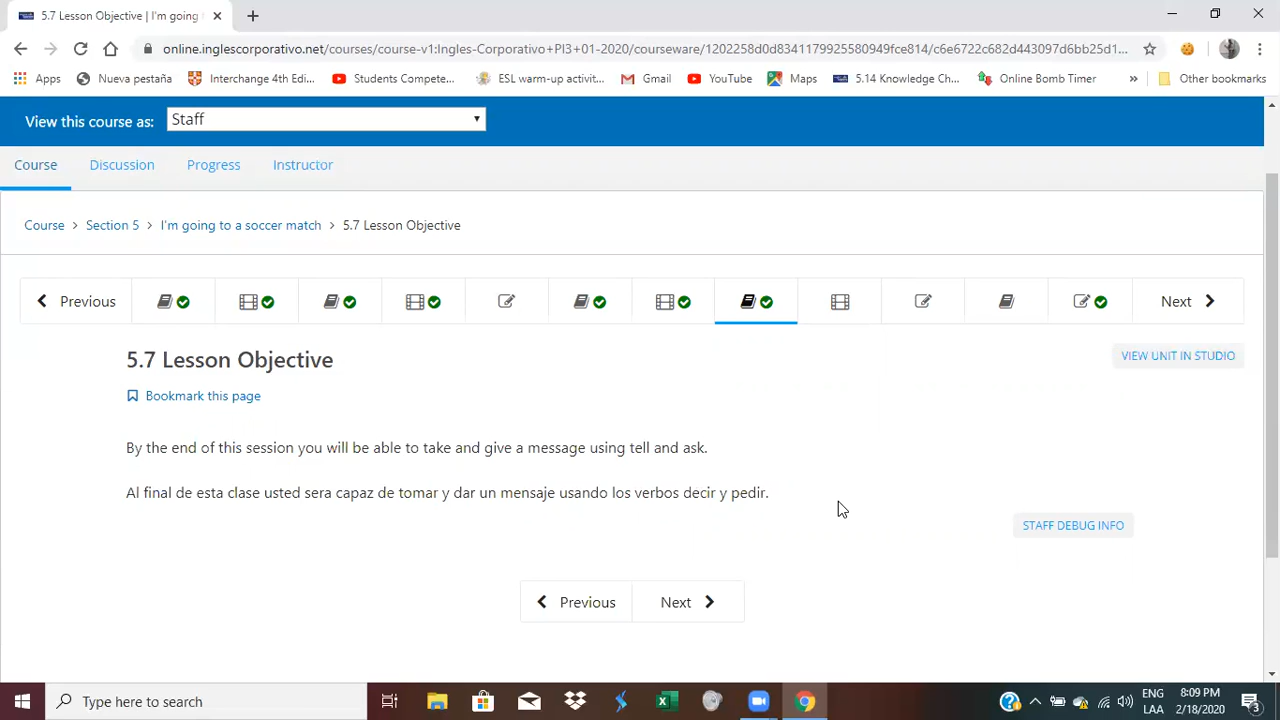 5.7 Lesson Objective | I'm going
online.inglescorporativo.net/courses/course-v1:Ingles-Corporativo+PI3+01-2020/courseware/1202258d0d8341179925580949fce814/c6e6722c682d443097d6bb25d1...
Apps Nueva pestaña Interchange 4th Edi... Students Compete... ESL warm-up activit... Gmail YouTube Maps 5.14 Knowledge Ch... Online Bomb Timer » Other bookmarks
View this course as: Staff
Course Discussion Progress Instructor
Course > Section 5 > I'm going to a soccer match > 5.7 Lesson Objective
Previous Next
5.7 Lesson Objective
VIEW UNIT IN STUDIO
Bookmark this page
By the end of this session you will be able to take and give a message using tell and ask.
Al final de esta clase usted sera capaz de tomar y dar un mensaje usando los verbos decir y pedir.
STAFF DEBUG INFO
Previous Next
Type here to search
ENG 8:09 PM
LAA 2/18/2020 3